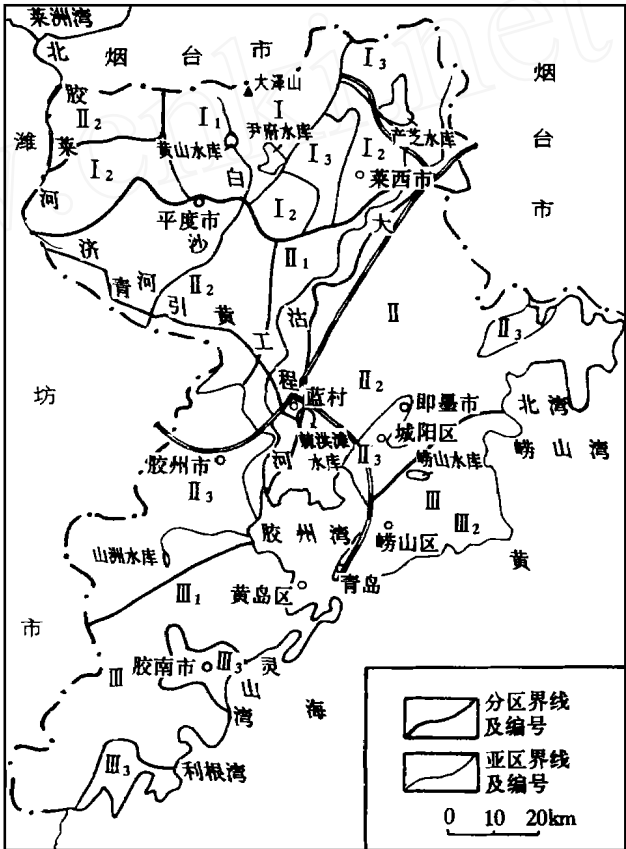 莱洲湾
北
烟台市
大泽山
Ⅰ3
烟台市
胶莱河
Ⅱ2
Ⅰ1
Ⅰ
尹府水库
产芝水库
潍
黄山水库
Ⅰ3
Ⅰ2
莱西市
Ⅰ2
白沙河
Ⅰ2
大沽河
平度市
济青
Ⅱ1
引黄工程
Ⅱ2
Ⅱ
Ⅱ3
坊
蓝村
Ⅱ2
即墨市
北湾
城阳区
崂山湾
水库
Ⅱ3
崂山水库
胶州市
Ⅱ3
Ⅲ
Ⅲ2
胶州湾
崂山区
黄
山洲水库
青岛
Ⅲ1
黄岛区
市
胶南市
Ⅲ3
灵山湾
Ⅲ
海
Ⅲ3
利根湾
分区界线
及编号
亚区界线
及编号
0 10 20km